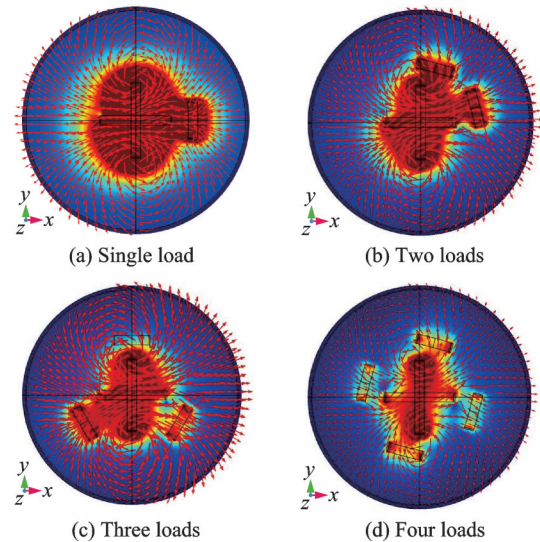 y
z x
(a) Single load
y
z x
(b) Two loads
y
z x
(c) Three loads
y
z x
(d) Four loads